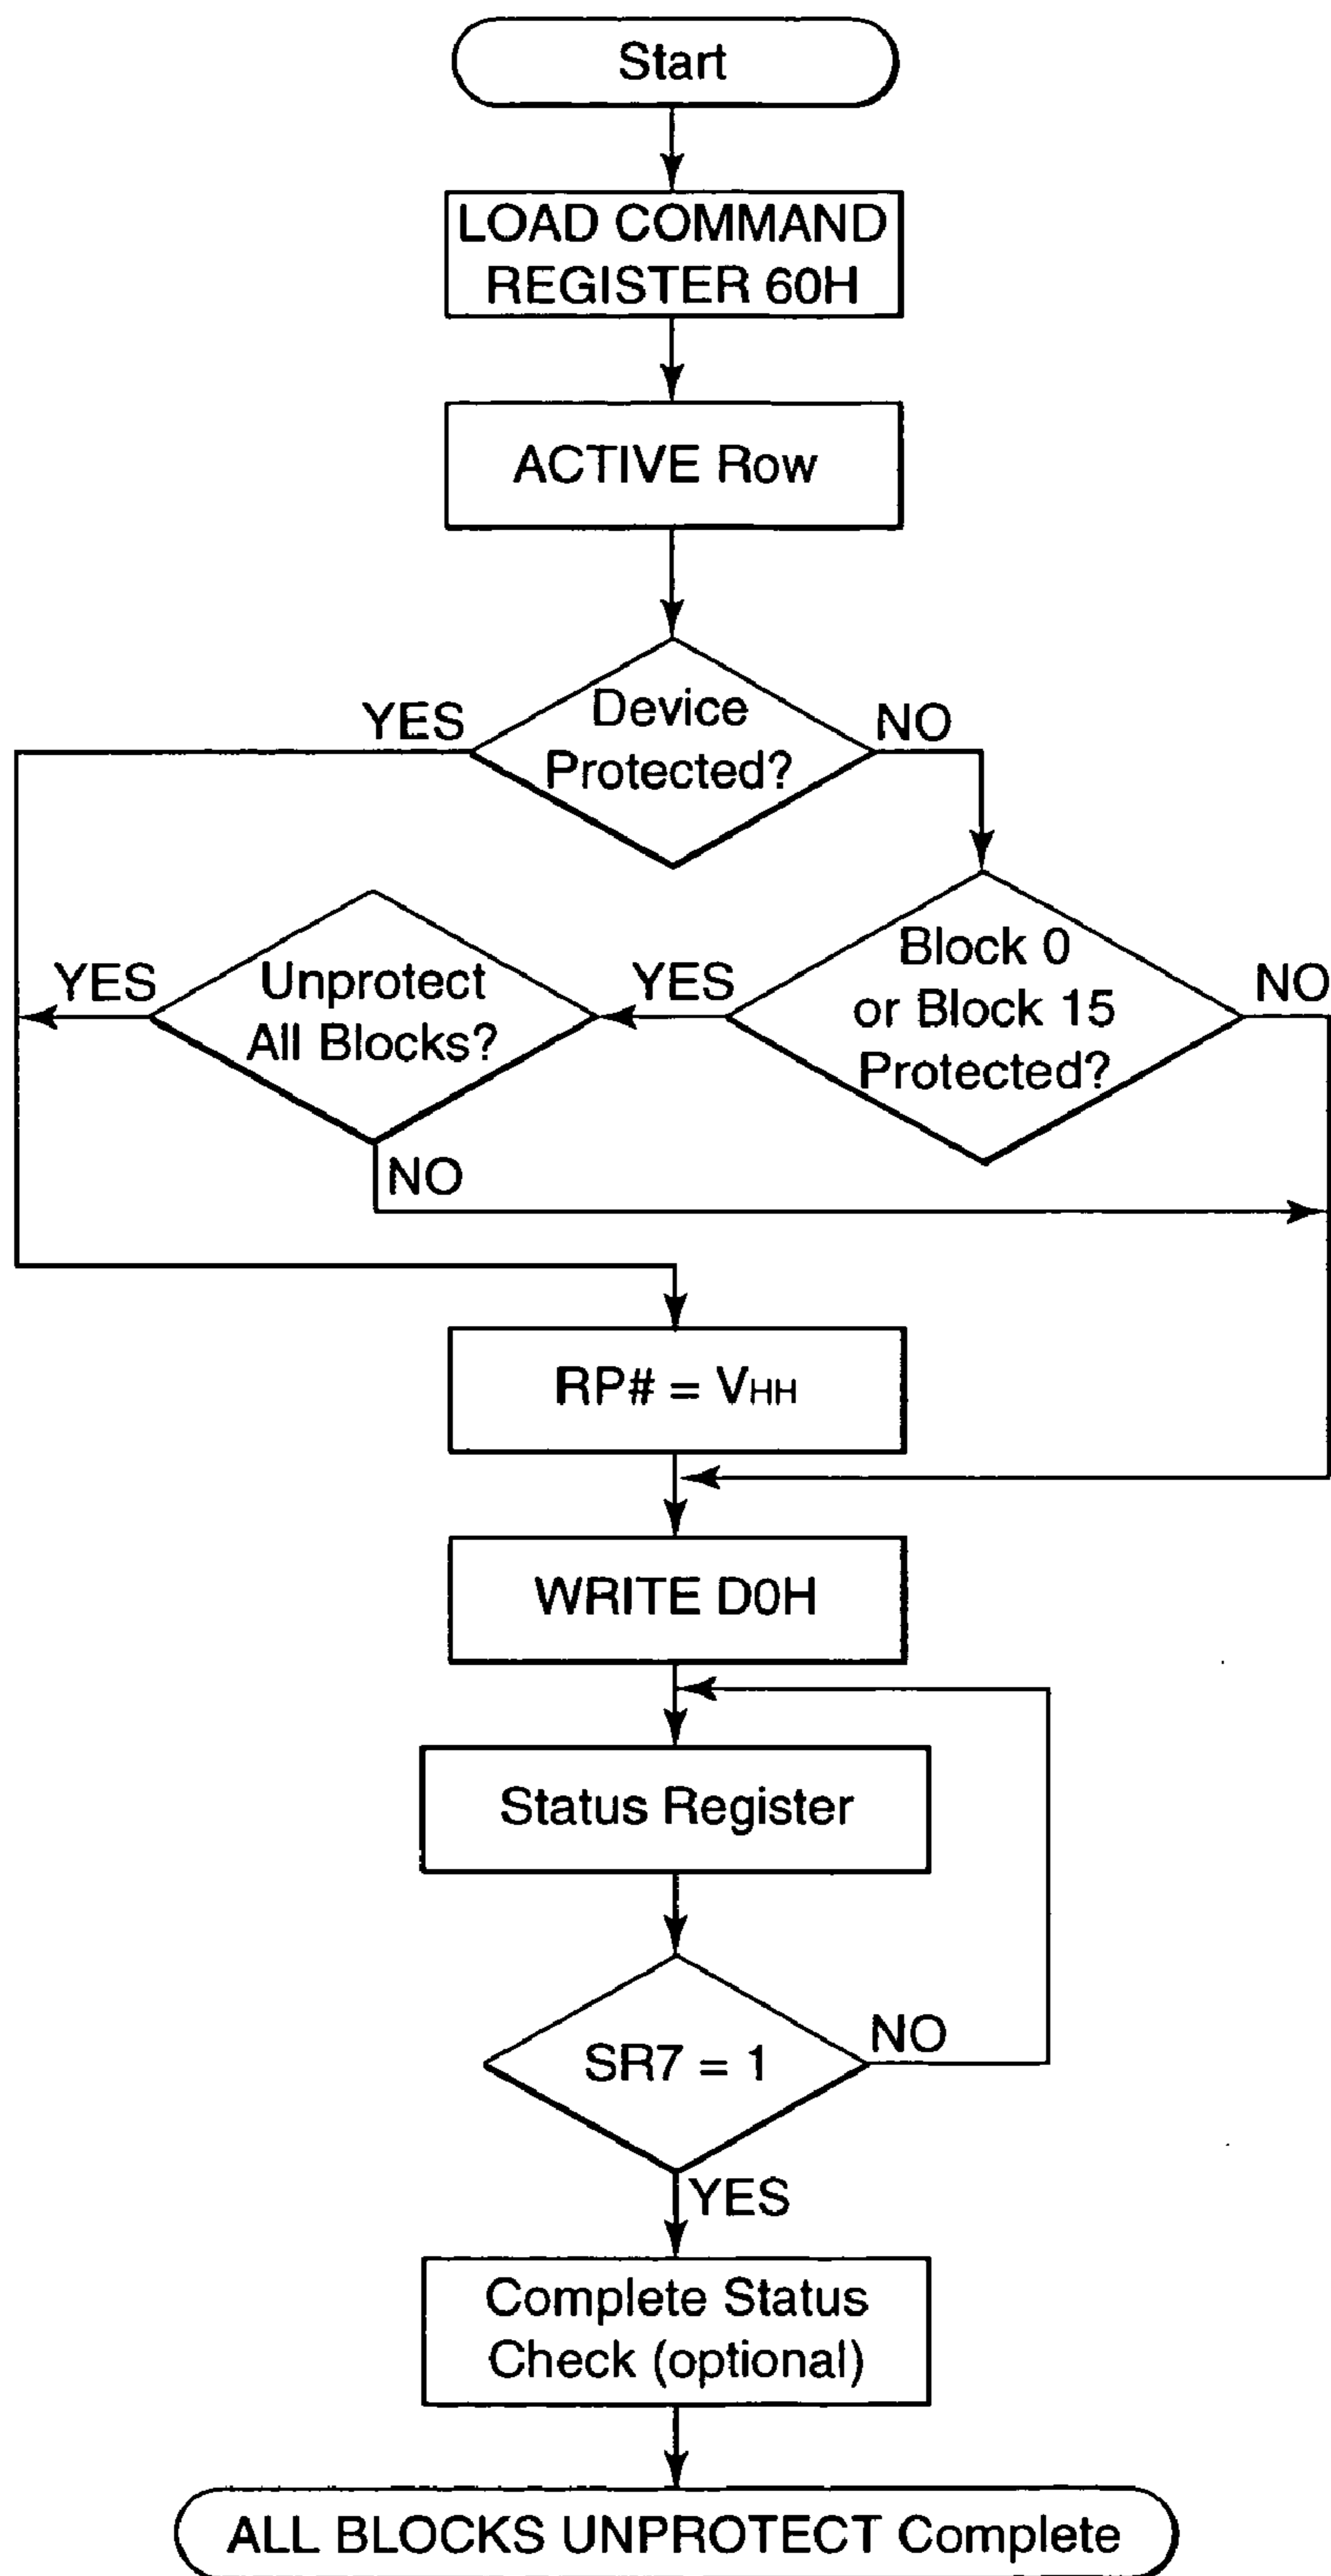 Start
LOAD COMMAND
REGISTER 60H
ACTIVE Row
YES
Device
Protected?
NO
YES
Unprotect
All Blocks?
YES
Block 0
or Block 15
Protected?
NO
NO
RP# = VHH
WRITE D0H
Status Register
SR7 = 1
NO
YES
Complete Status
Check (optional)
ALL BLOCKS UNPROTECT Complete